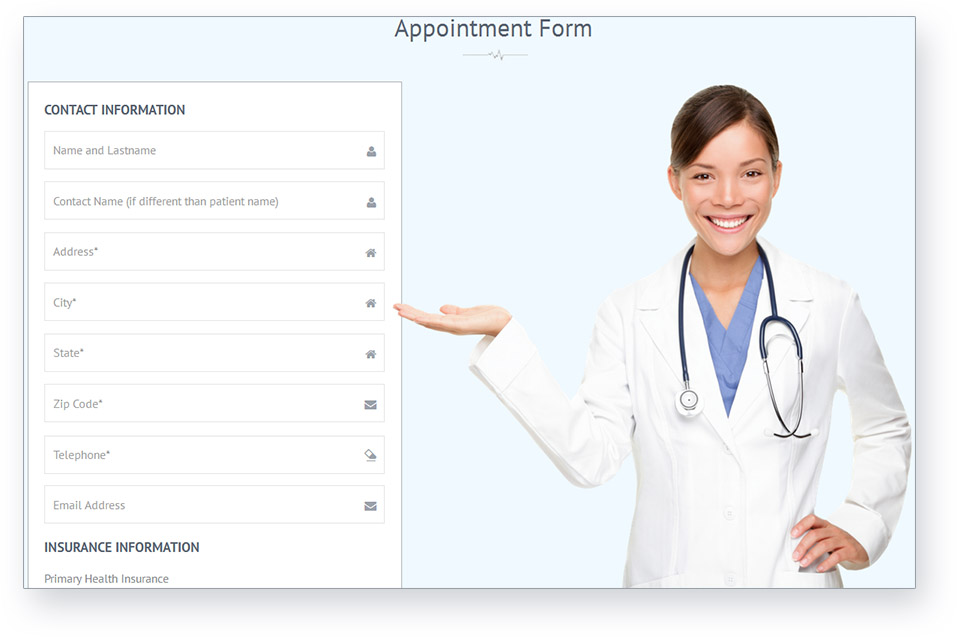 Appointment Form
CONTACT INFORMATION
Name and Lastname
Contact Name (if different than patient name)
Address*
City*
State*
Zip Code*
Telephone*
Email Address
INSURANCE INFORMATION
Primary Health Insurance